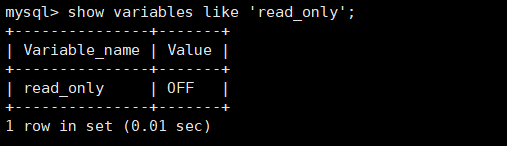 mysql> show variables like 'read_only';
+---------------+-------+
| Variable_name | Value |
+---------------+-------+
| read_only     | OFF   |
+---------------+-------+
1 row in set (0.01 sec)